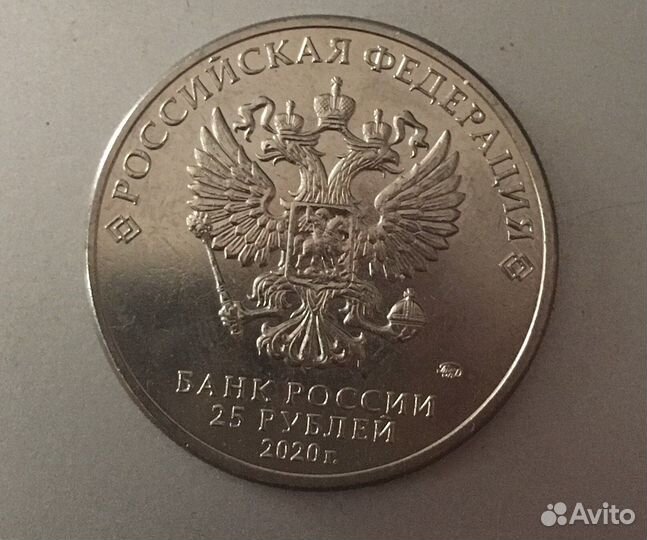 РОССИЙСКАЯ ФЕДЕРАЦИЯ
БАНК РОССИИ
25 РУБЛЕЙ
2020 г.
Avito